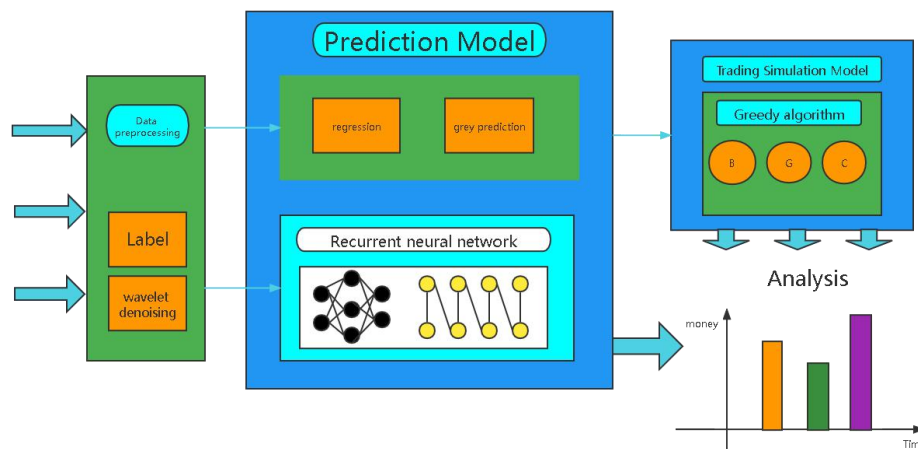 Prediction Model
Data
preprocessing
Label
wavelet
denoising
regression
grey prediction
Recurrent neural network
Trading Simulation Model
Greedy algorithm
B
G
C
Analysis
money
Tim